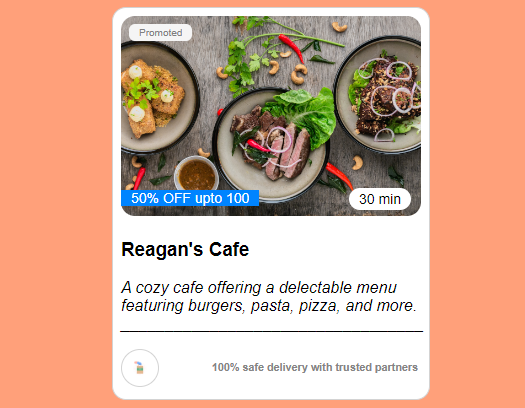 Promoted
50% OFF upto 100
30 min
Reagan's Cafe
A cozy cafe offering a delectable menu
featuring burgers, pasta, pizza, and more.
100% safe delivery with trusted partners